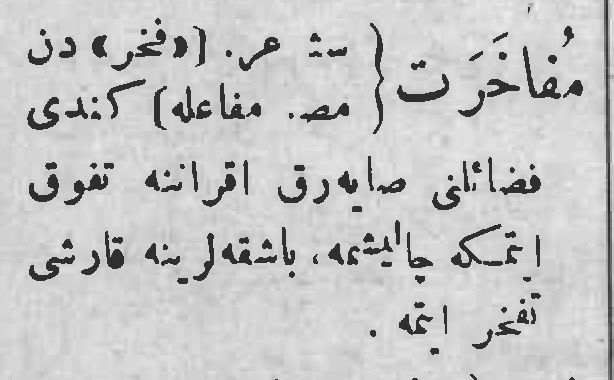 مُفاخَرَت { سث عر. [«فخر» دن
مص. مفاعله] كندى
فضائلنى صايه‌رق اقراننه تفوق
ايتمكه چاليشمه، باشقه‌لرينه قارشى
تفخر ايتمه .